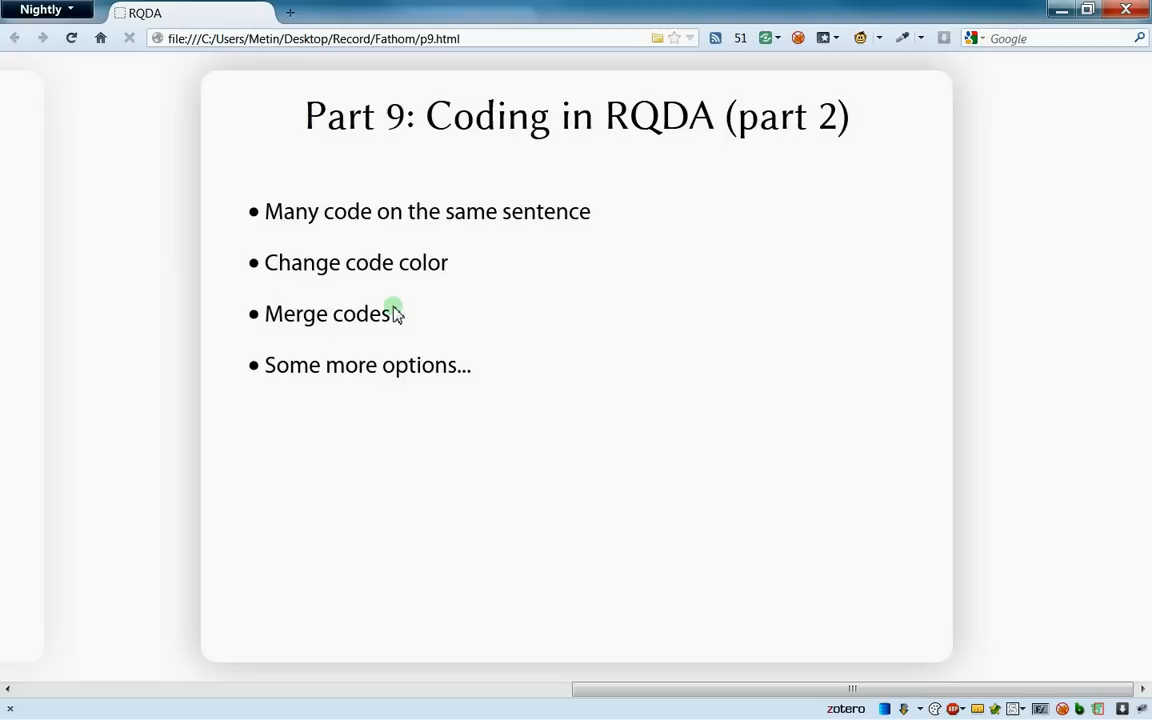 Nightly
RQDA
file:///C:/Users/Metin/Desktop/Record/Fathom/p9.html
51
Google
Part 9: Coding in RQDA (part 2)
• Many code on the same sentence
• Change code color
• Merge codes
• Some more options...
zotero
ABP